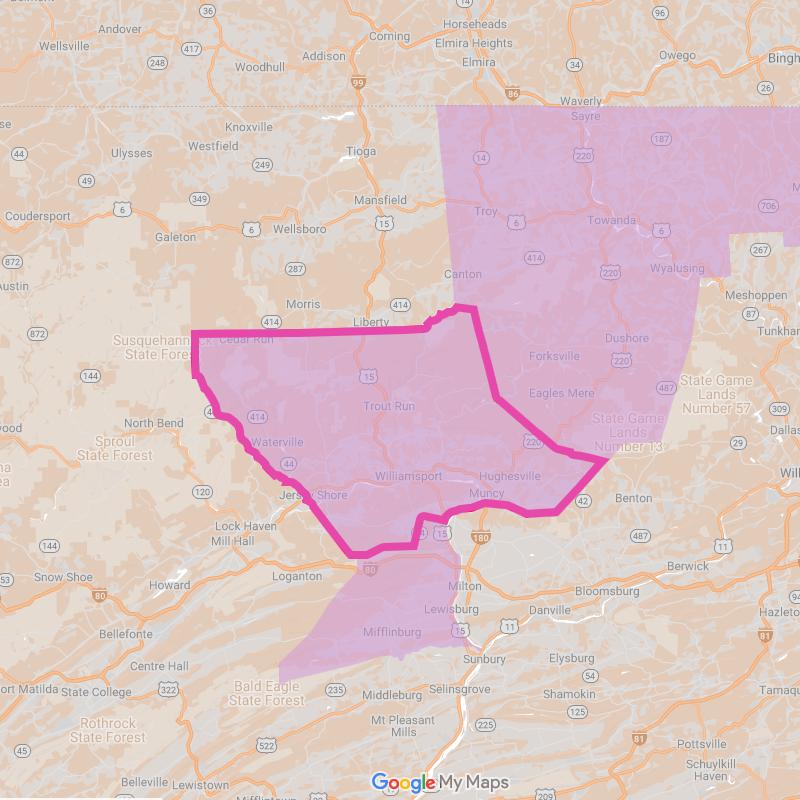 Andover
36
Corning
14
Horseheads
96
Wellsville
417
Elmira Heights
Addison
Elmira
Owego
248
Woodhull
34
99
Bingh
86
26
Waverly
Sayre
Knoxville
Westfield
187
44
Ulysses
Tioga
14
220
249
49
349
Mansfield
6
Troy
706
Coudersport
15
6
Towanda
Galeton
6
Wellsboro
6
267
872
414
287
Canton
220
Wyalusing
Austin
Morris
414
Meshoppen
414
Liberty
87
872
Cedar Run
Tunkhan
Susquehann
State Fores
Dushore
Forksville
220
144
15
State Game
Lands
Number 57
Eagles Mere
487
Trout Run
309
North Bend
414
State Game
Lands
Number 13
Waterville
220
29
Dallas
Sproul
State Forest
44
Williamsport
Hughesville
120
Jersey Shore
Muncy
42
Benton
Lock Haven
15
180
487
144
Mill Hall
11
53
Snow Shoe
Howard
Loganton
80
Berwick
80
Milton
Bloomsburg
Lewisburg
Danville
Hazleto
Bellefonte
Mifflinburg
15
11
81
Centre Hall
Sunbury
Elysburg
322
54
State College
Bald Eagle
State Forest
235
Middleburg
Selinsgrove
Shamokin
125
Rothrock
State Forest
Mt Pleasant
Mills
225
45
522
81
Pottsville
Schuylkill
Haven
Belleville
Lewistown
Google My Maps
209